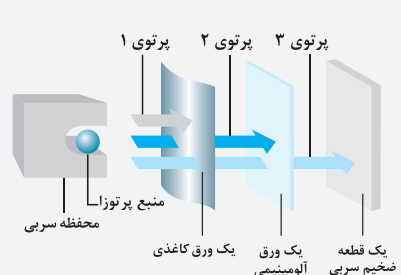 پرتوی ۳
پرتوی ۲
پرتوی ۱
منبع پرتوزا
محفظه سربی
یک ورق کاغذی
یک ورق
آلومینیمی
یک قطعه
ضخیم سربی